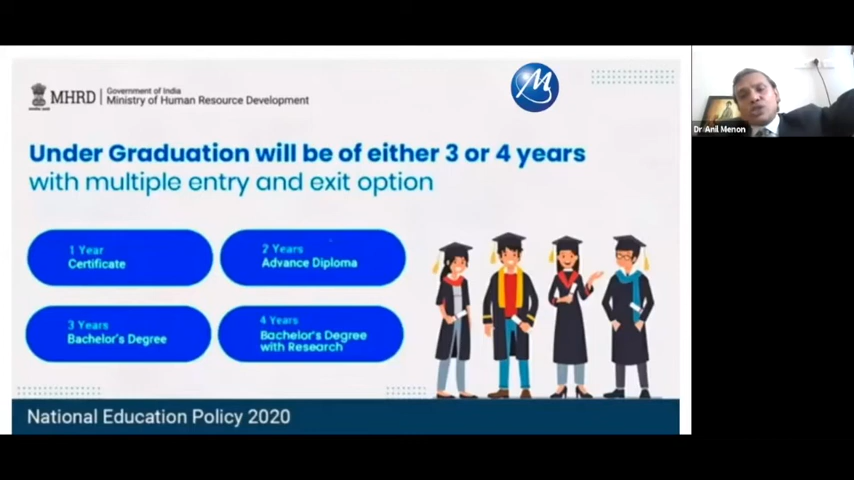 MHRD
Government of India
Ministry of Human Resource Development
M
Under Graduation will be of either 3 or 4 years
with multiple entry and exit option
1 Year
Certificate
2 Years
Advance Diploma
3 Years
Bachelor's Degree
4 Years
Bachelor's Degree
with Research
National Education Policy 2020
Dr Anil Menon